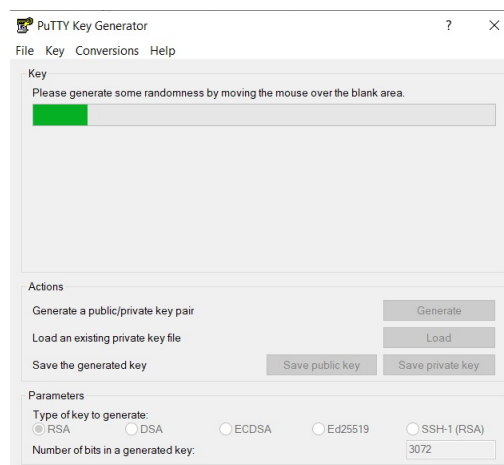 PuTTY Key Generator ? ×
File Key Conversions Help
Key
Please generate some randomness by moving the mouse over the blank area.
Actions
Generate a public/private key pair Generate
Load an existing private key file Load
Save the generated key Save public key Save private key
Parameters
Type of key to generate:
RSA DSA ECDSA Ed25519 SSH-1 (RSA)
Number of bits in a generated key: 3072